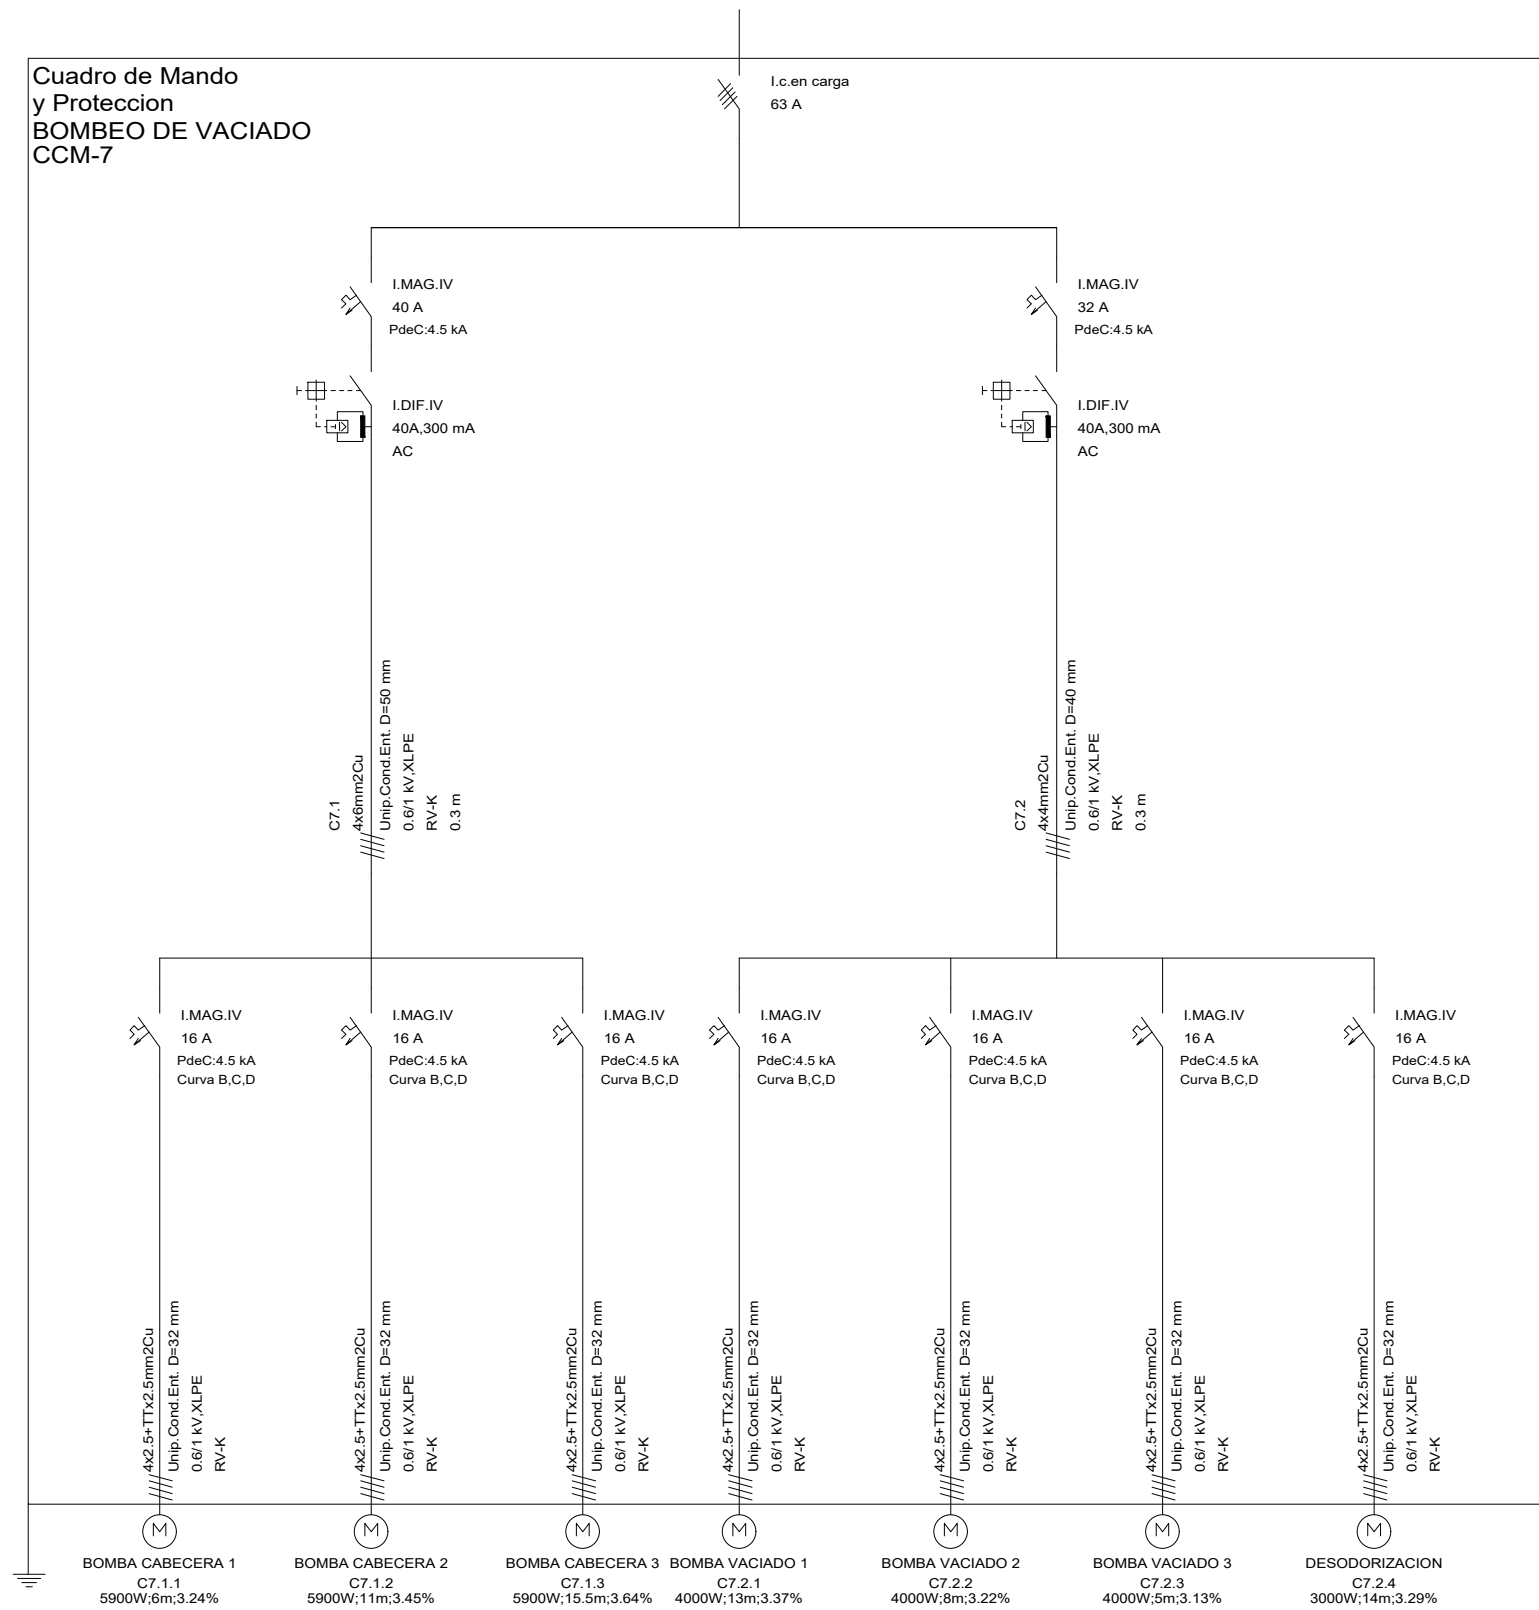 Cuadro de Mando
y Proteccion
BOMBEO DE VACIADO
CCM-7
I.c.en carga
63 A
I.MAG.IV
40 A
PdeC:4.5 kA
I.MAG.IV
32 A
PdeC:4.5 kA
I.DIF.IV
40A,300 mA
AC
I.DIF.IV
40A,300 mA
AC
C7.1
4x6mm2Cu
Unip.Cond.Ent. D=50 mm
0.6/1 kV,XLPE
RV-K
0.3 m
C7.2
4x4mm2Cu
Unip.Cond.Ent. D=40 mm
0.6/1 kV,XLPE
RV-K
0.3 m
I.MAG.IV
16 A
PdeC:4.5 kA
Curva B,C,D
I.MAG.IV
16 A
PdeC:4.5 kA
Curva B,C,D
I.MAG.IV
16 A
PdeC:4.5 kA
Curva B,C,D
I.MAG.IV
16 A
PdeC:4.5 kA
Curva B,C,D
I.MAG.IV
16 A
PdeC:4.5 kA
Curva B,C,D
I.MAG.IV
16 A
PdeC:4.5 kA
Curva B,C,D
I.MAG.IV
16 A
PdeC:4.5 kA
Curva B,C,D
4x2.5+TTx2.5mm2Cu
Unip.Cond.Ent. D=32 mm
0.6/1 kV,XLPE
RV-K
4x2.5+TTx2.5mm2Cu
Unip.Cond.Ent. D=32 mm
0.6/1 kV,XLPE
RV-K
4x2.5+TTx2.5mm2Cu
Unip.Cond.Ent. D=32 mm
0.6/1 kV,XLPE
RV-K
4x2.5+TTx2.5mm2Cu
Unip.Cond.Ent. D=32 mm
0.6/1 kV,XLPE
RV-K
4x2.5+TTx2.5mm2Cu
Unip.Cond.Ent. D=32 mm
0.6/1 kV,XLPE
RV-K
4x2.5+TTx2.5mm2Cu
Unip.Cond.Ent. D=32 mm
0.6/1 kV,XLPE
RV-K
4x2.5+TTx2.5mm2Cu
Unip.Cond.Ent. D=32 mm
0.6/1 kV,XLPE
RV-K
M
BOMBA CABECERA 1
C7.1.1
5900W;6m;3.24%
M
BOMBA CABECERA 2
C7.1.2
5900W;11m;3.45%
M
BOMBA CABECERA 3
C7.1.3
5900W;15.5m;3.64%
M
BOMBA VACIADO 1
C7.2.1
4000W;13m;3.37%
M
BOMBA VACIADO 2
C7.2.2
4000W;8m;3.22%
M
BOMBA VACIADO 3
C7.2.3
4000W;5m;3.13%
M
DESODORIZACION
C7.2.4
3000W;14m;3.29%